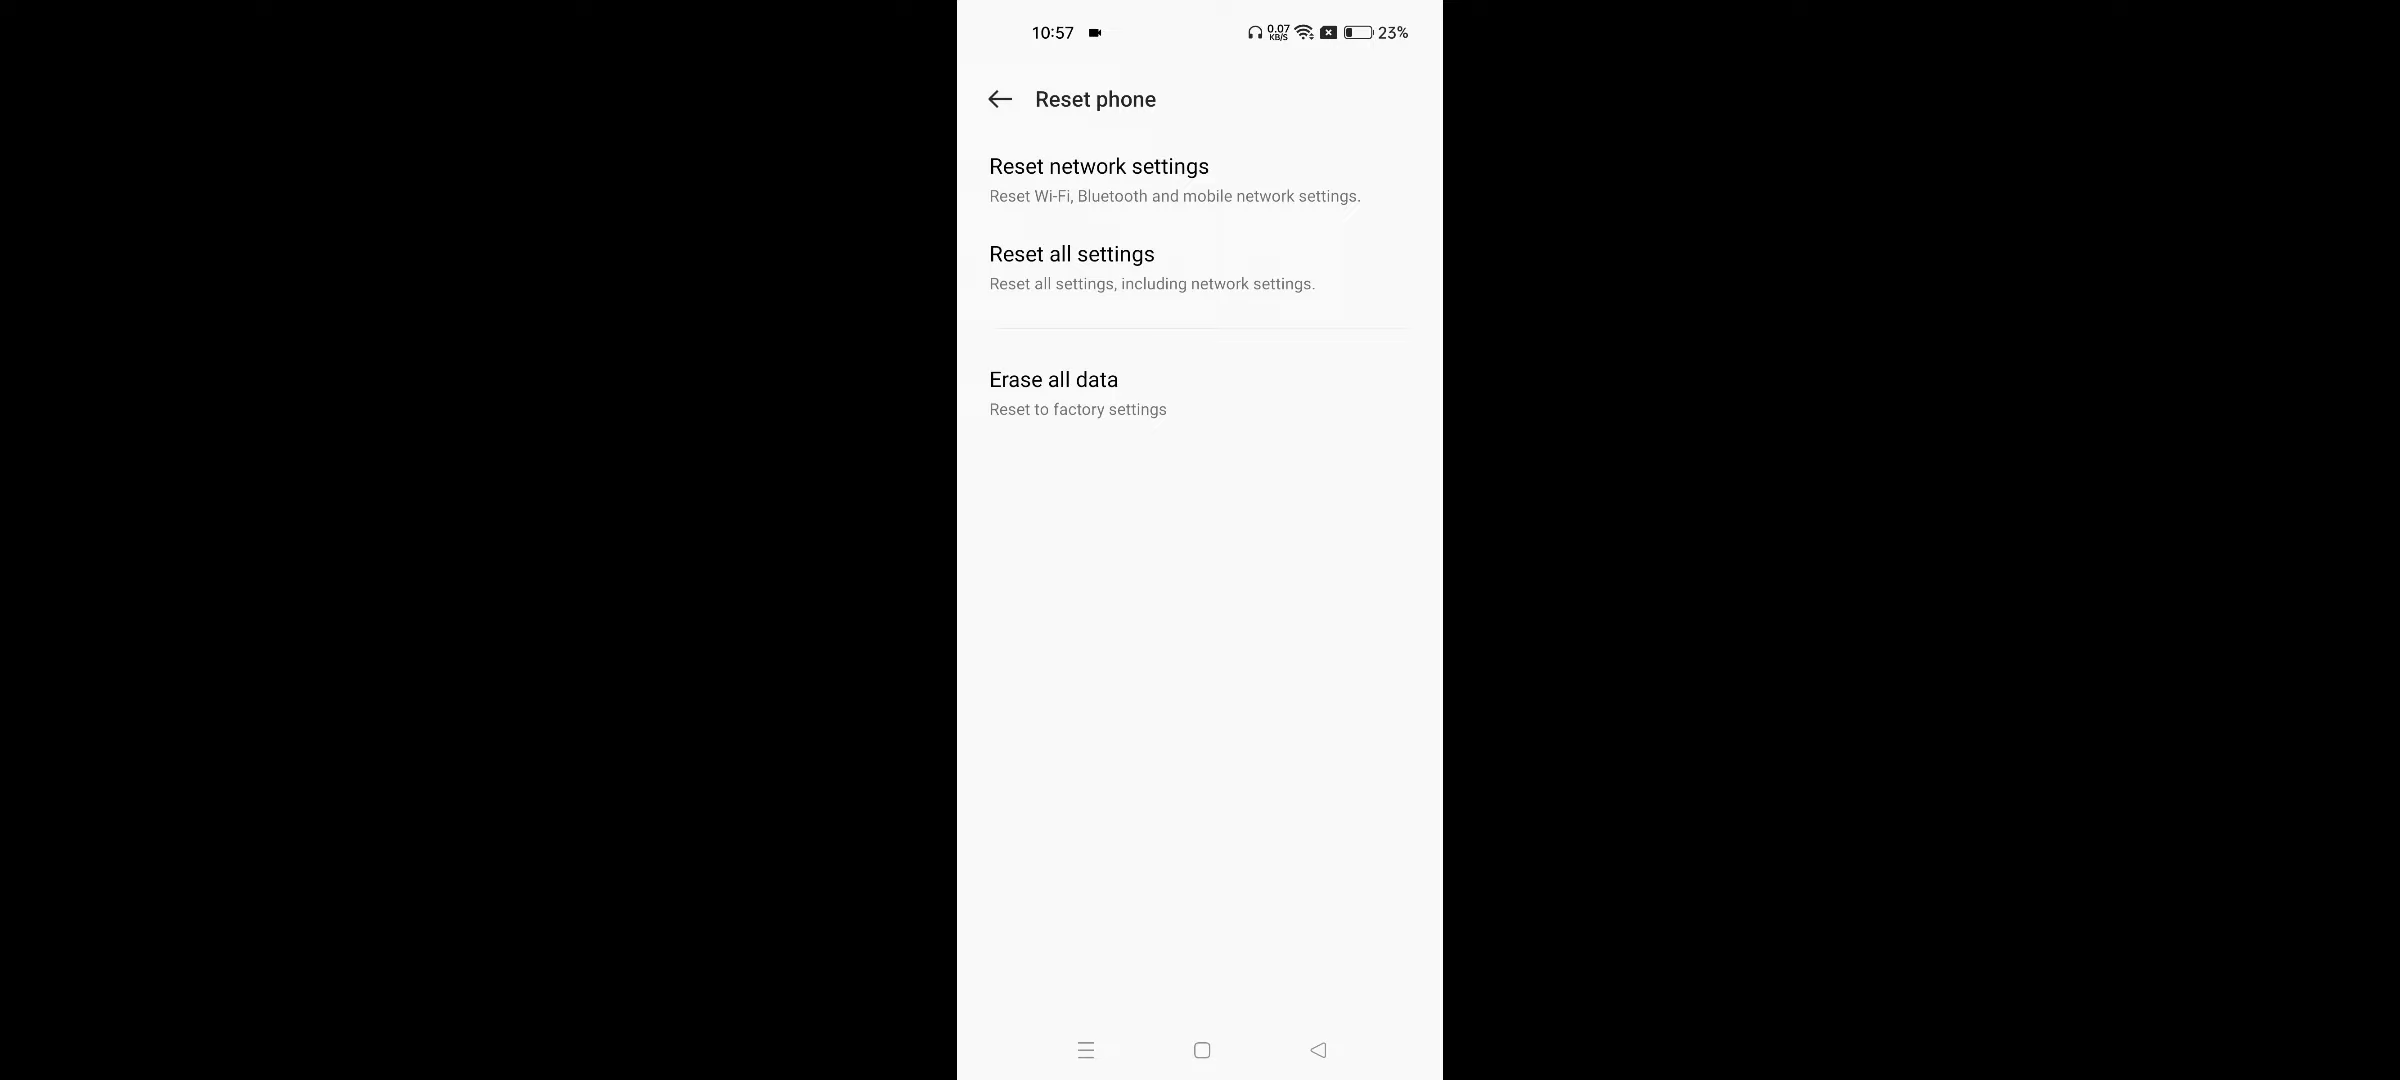 10:57
0.07 KB/S 23%
Reset phone
Reset network settings
Reset Wi-Fi, Bluetooth and mobile network settings.
Reset all settings
Reset all settings, including network settings.
Erase all data
Reset to factory settings